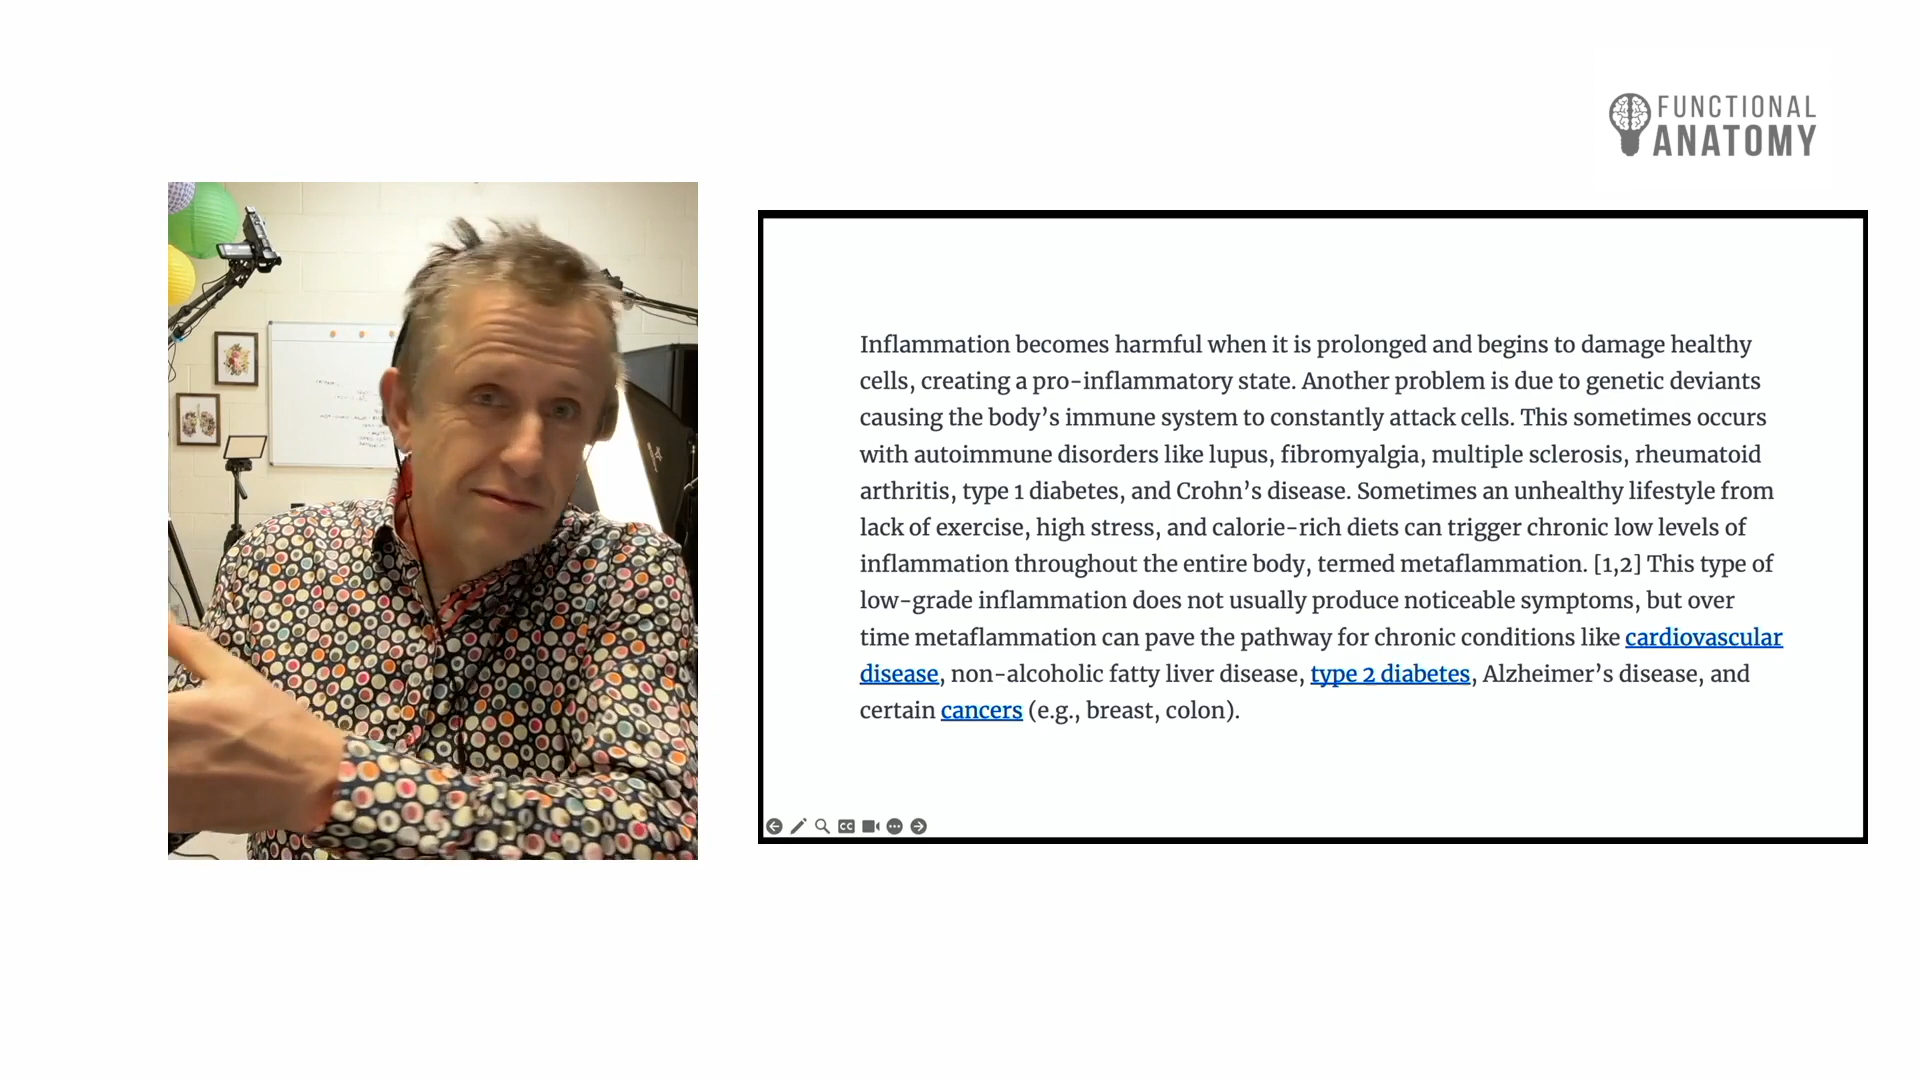 FUNCTIONAL
ANATOMY
Inflammation becomes harmful when it is prolonged and begins to damage healthy
cells, creating a pro-inflammatory state. Another problem is due to genetic deviants
causing the body’s immune system to constantly attack cells. This sometimes occurs
with autoimmune disorders like lupus, fibromyalgia, multiple sclerosis, rheumatoid
arthritis, type 1 diabetes, and Crohn’s disease. Sometimes an unhealthy lifestyle from
lack of exercise, high stress, and calorie-rich diets can trigger chronic low levels of
inflammation throughout the entire body, termed metaflammation. [1,2] This type of
low-grade inflammation does not usually produce noticeable symptoms, but over
time metaflammation can pave the pathway for chronic conditions like cardiovascular
disease, non-alcoholic fatty liver disease, type 2 diabetes, Alzheimer’s disease, and
certain cancers (e.g., breast, colon).
CC